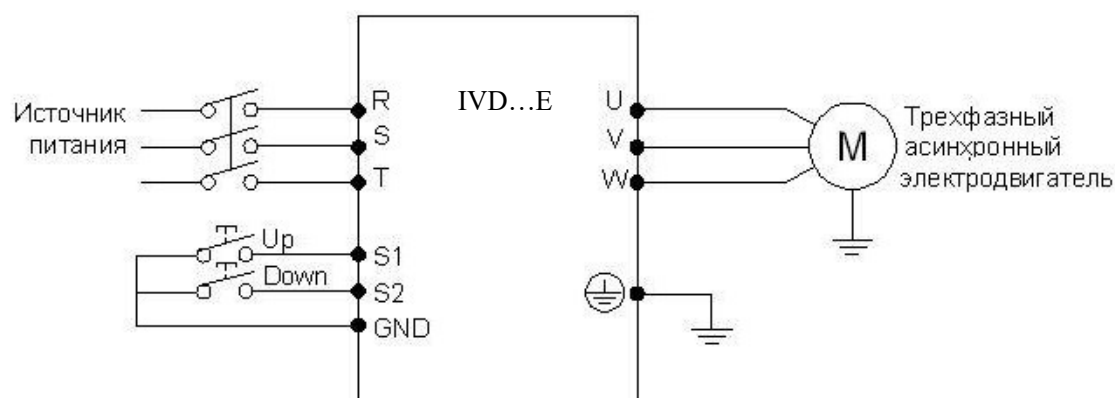 Источник
питания
R
S
T
IVD...E
U
V
W
M
Трехфазный
асинхронный
электродвигатель
Up
S1
Down
S2
GND